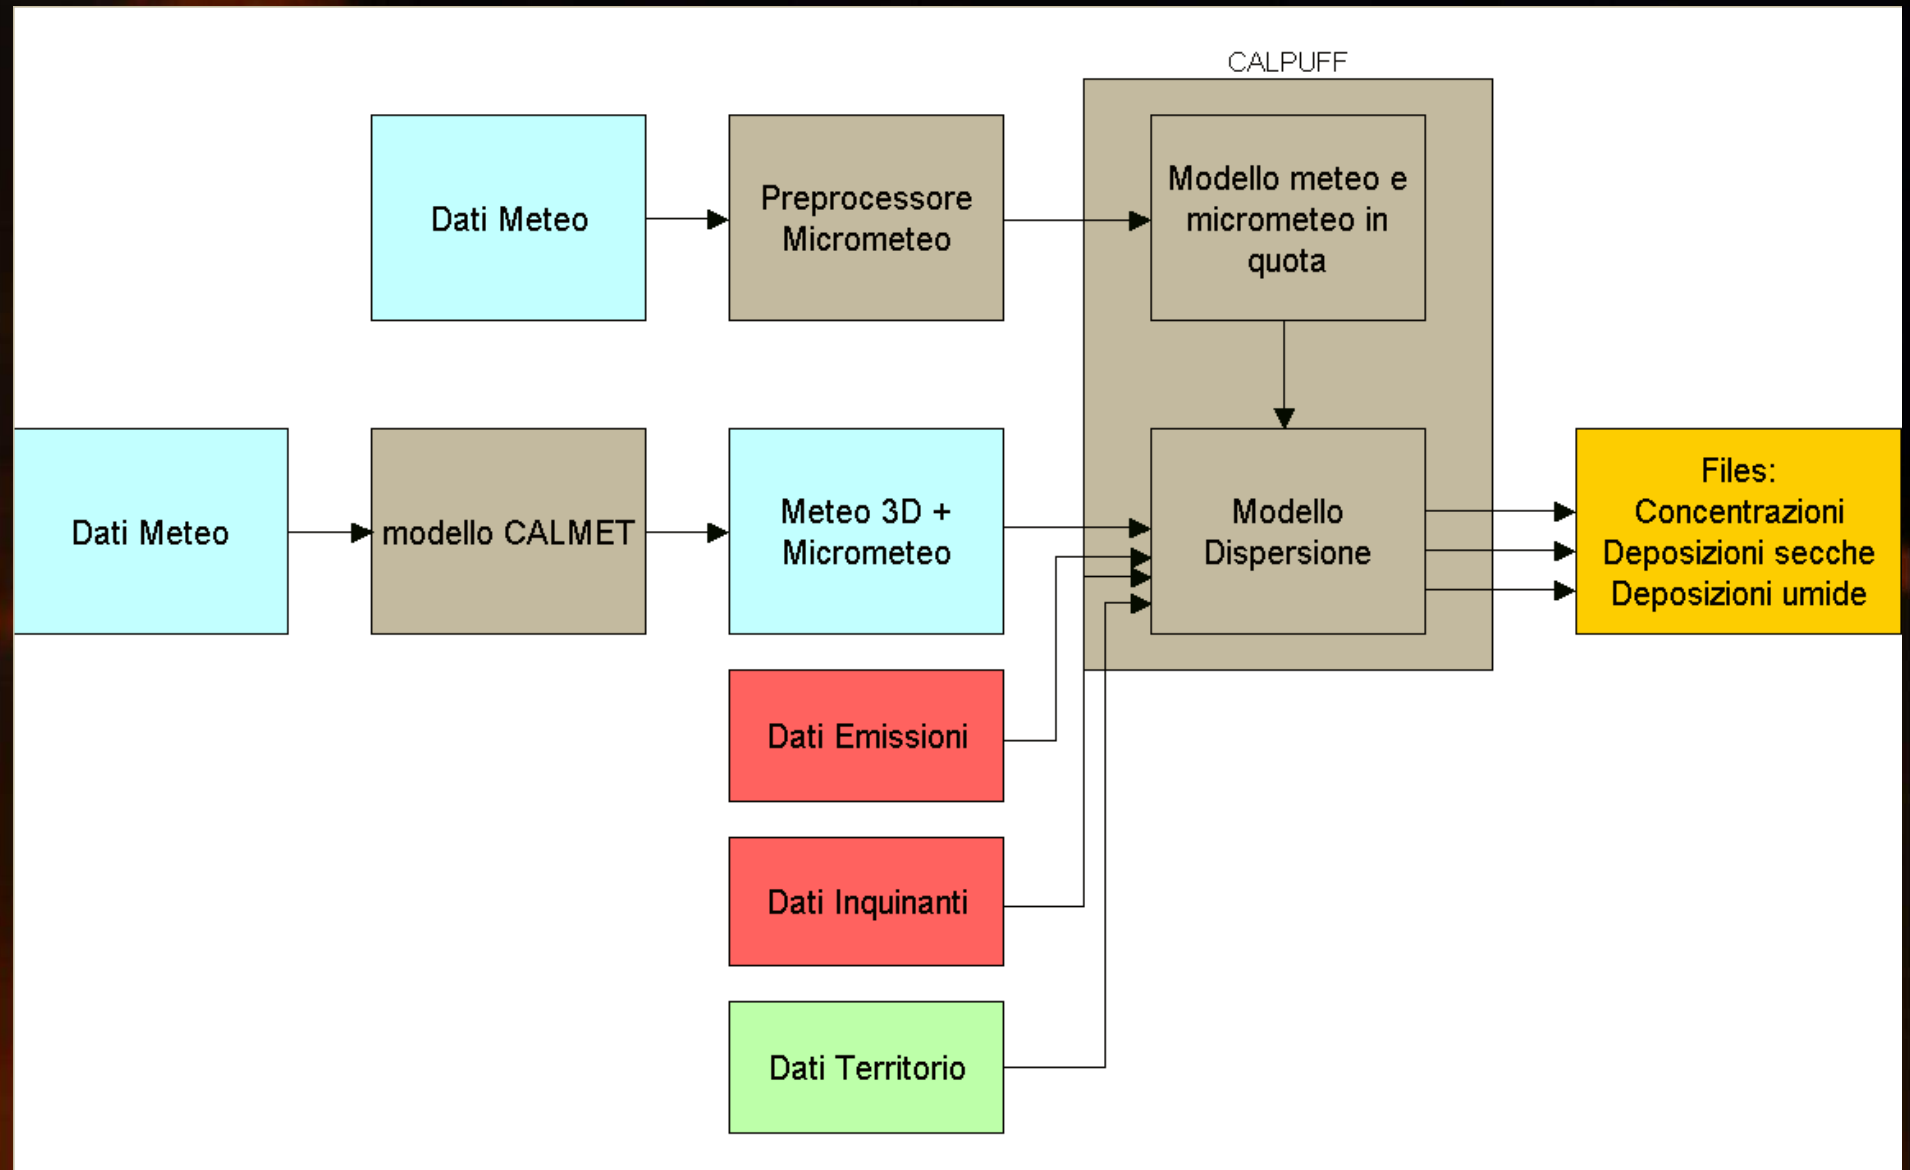 CALPUFF
Dati Meteo
Preprocessore
Micrometeo
Modello meteo e
micrometeo in
quota
Dati Meteo
modello CALMET
Meteo 3D +
Micrometeo
Modello
Dispersione
Files:
Concentrazioni
Deposizioni secche
Deposizioni umide
Dati Emissioni
Dati Inquinanti
Dati Territorio